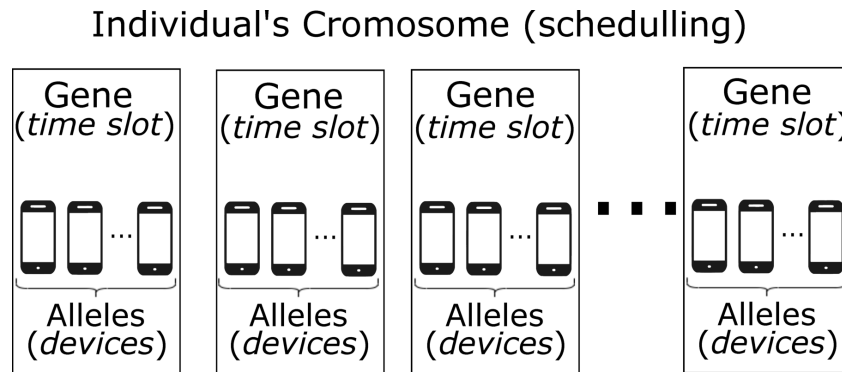 Individual's Cromosome (schedulling)
Gene
(time slot)
...
Alleles
(devices)
Gene
(time slot)
...
Alleles
(devices)
Gene
(time slot)
...
Alleles
(devices)
...
Gene
(time slot)
...
Alleles
(devices)